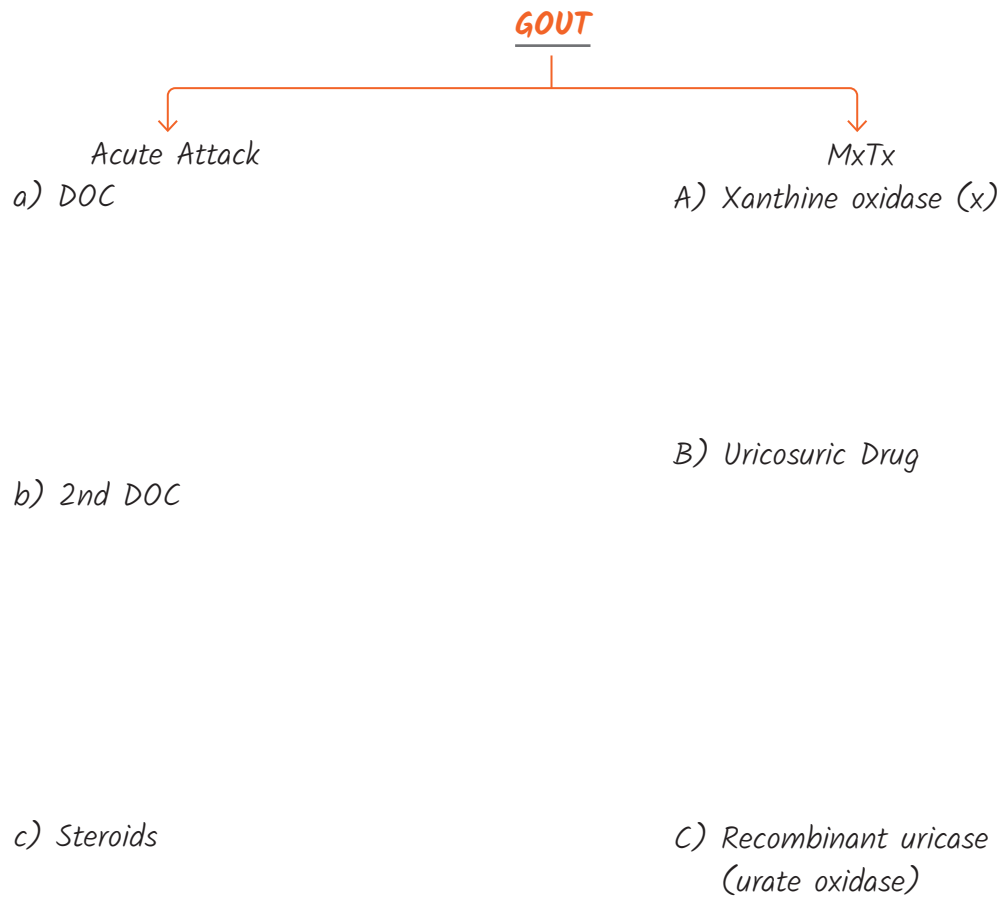 GOUT
Acute Attack
a) DOC
b) 2nd DOC
c) Steroids
MxTx
A) Xanthine oxidase (x)
B) Uricosuric Drug
C) Recombinant uricase
(urate oxidase)